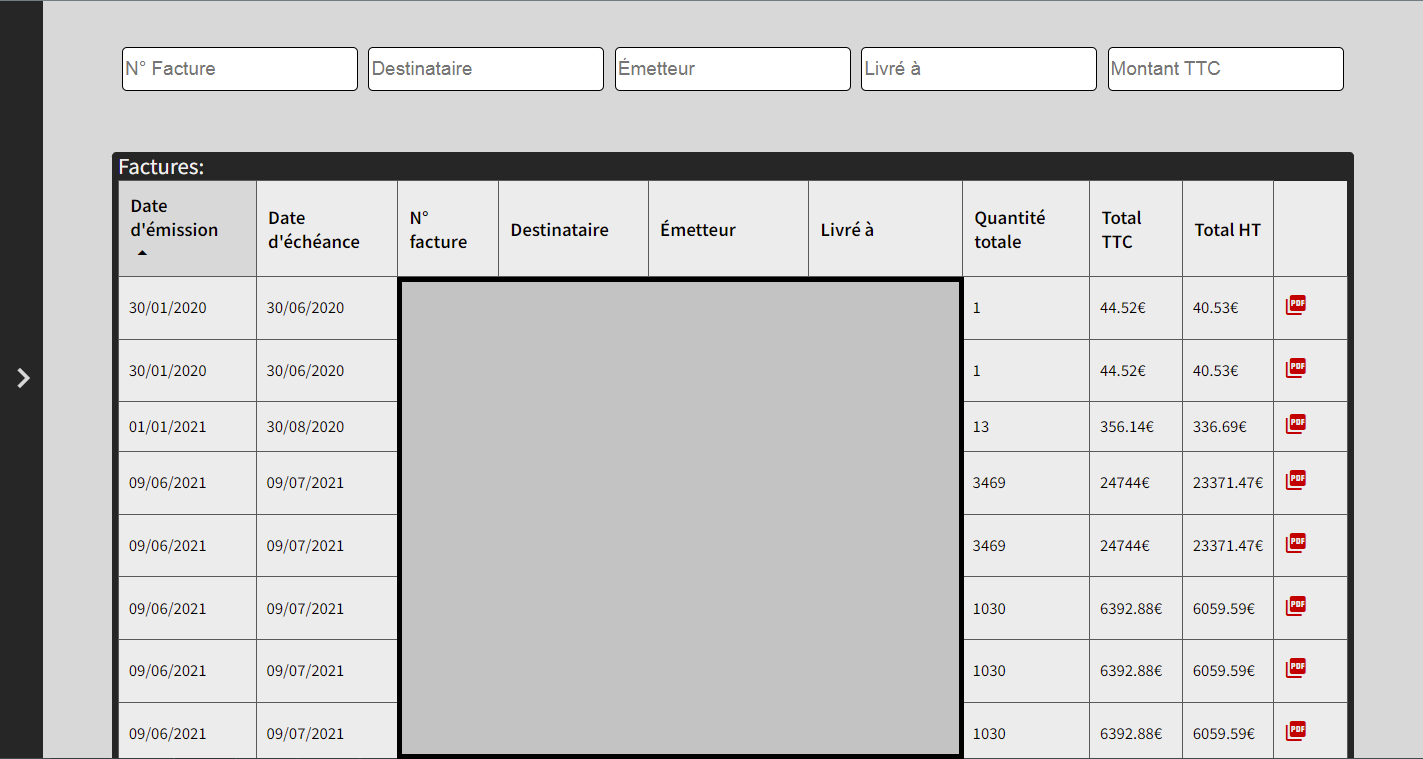 N° Facture Destinataire Émetteur Livré à Montant TTC
Factures:
Date d'émission Date d'échéance N° facture Destinataire Émetteur Livré à Quantité totale Total TTC Total HT
30/01/2020 30/06/2020 1 44.52€ 40.53€ PDF
30/01/2020 30/06/2020 1 44.52€ 40.53€ PDF
01/01/2021 30/08/2020 13 356.14€ 336.69€ PDF
09/06/2021 09/07/2021 3469 24744€ 23371.47€ PDF
09/06/2021 09/07/2021 3469 24744€ 23371.47€ PDF
09/06/2021 09/07/2021 1030 6392.88€ 6059.59€ PDF
09/06/2021 09/07/2021 1030 6392.88€ 6059.59€ PDF
09/06/2021 09/07/2021 1030 6392.88€ 6059.59€ PDF